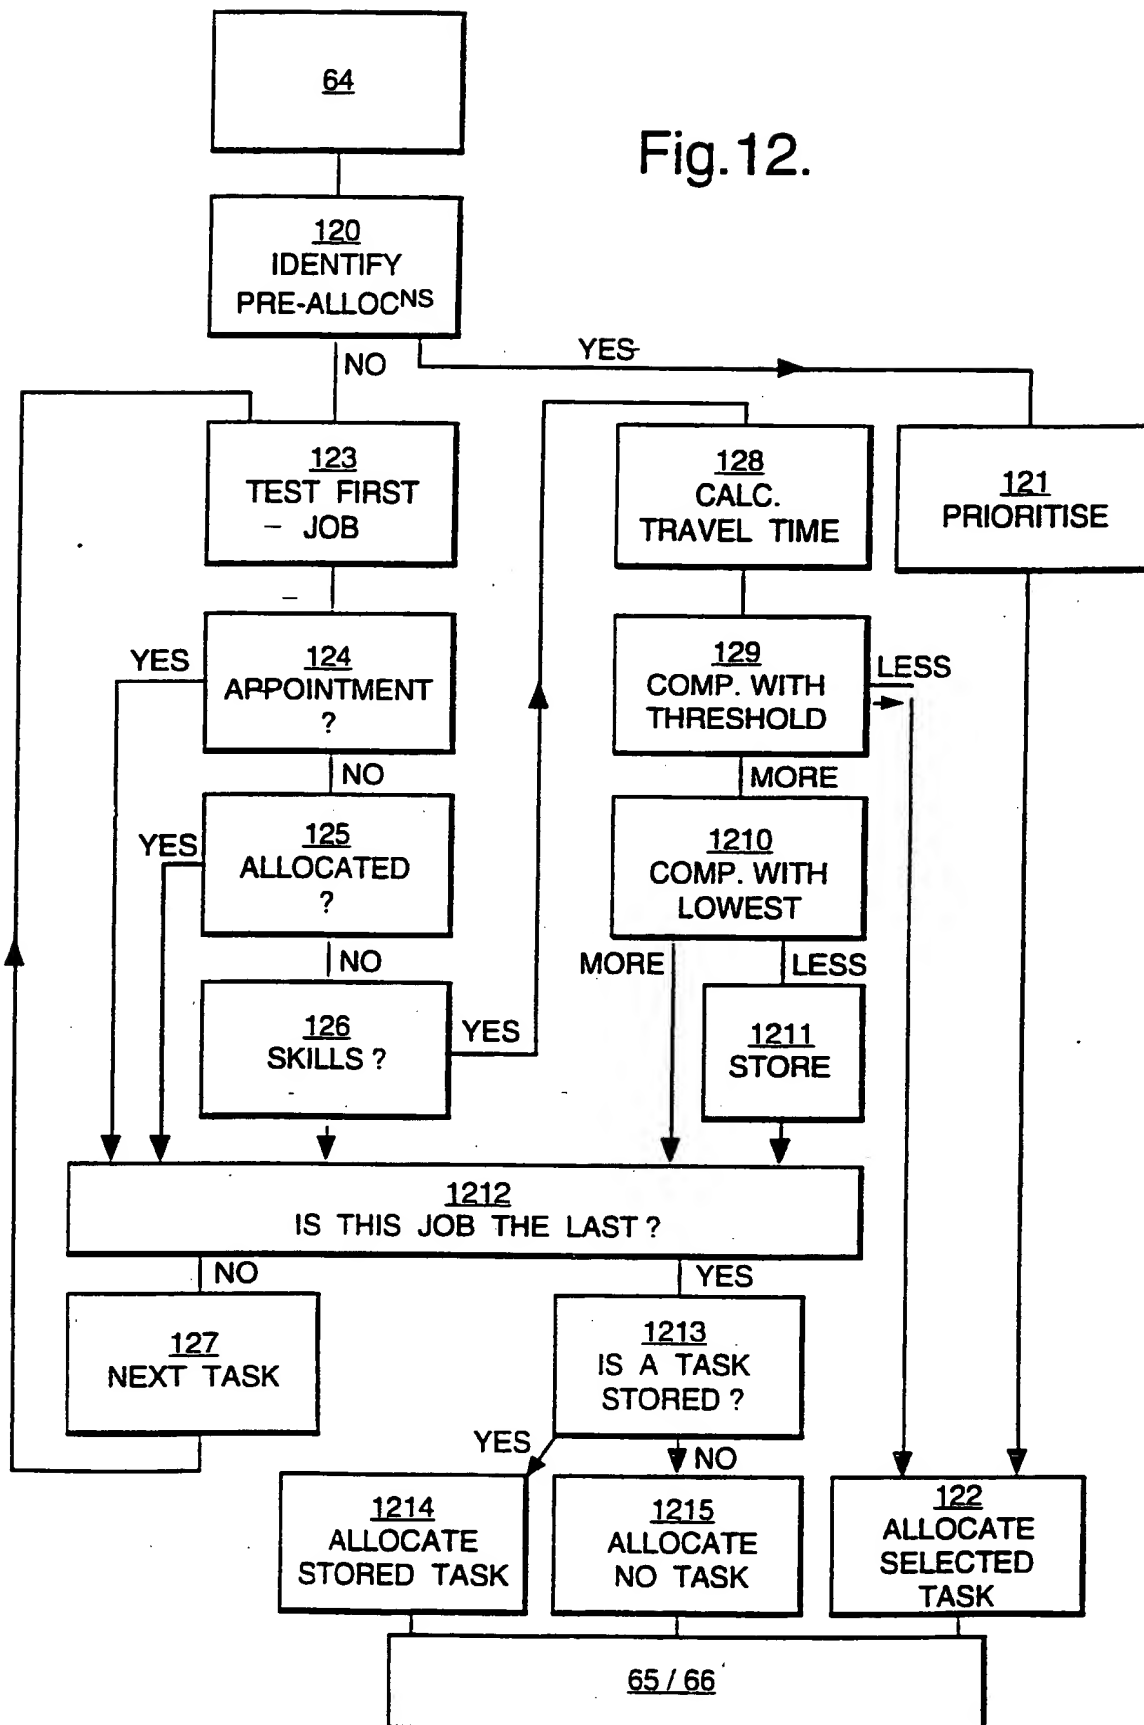 64
Fig.12.
120
IDENTIFY
PRE-ALLOCNS
NO
YES
123
TEST FIRST
JOB
128
CALC.
TRAVEL TIME
121
PRIORITISE
YES
124
APPOINTMENT
?
129
COMP. WITH
THRESHOLD
LESS
NO
MORE
YES
125
ALLOCATED
?
1210
COMP. WITH
LOWEST
NO
MORE
LESS
126
SKILLS ?
YES
1211
STORE
1212
IS THIS JOB THE LAST ?
NO
YES
127
NEXT TASK
1213
IS A TASK
STORED ?
YES
NO
1214
ALLOCATE
STORED TASK
1215
ALLOCATE
NO TASK
122
ALLOCATE
SELECTED
TASK
65 / 66